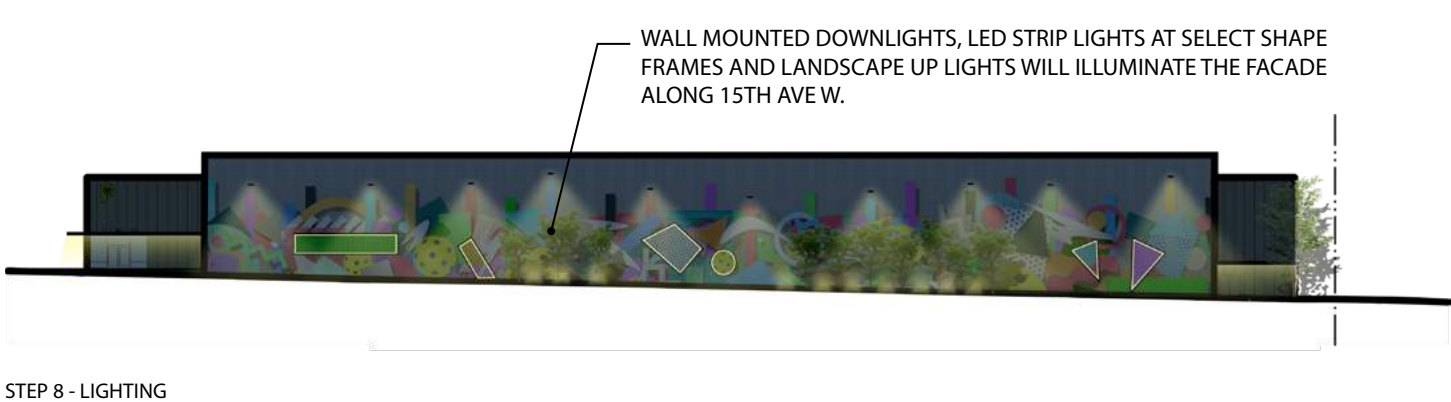 WALL MOUNTED DOWNLIGHTS, LED STRIP LIGHTS AT SELECT SHAPE
FRAMES AND LANDSCAPE UP LIGHTS WILL ILLUMINATE THE FACADE
ALONG 15TH AVE W.
STEP 8 - LIGHTING